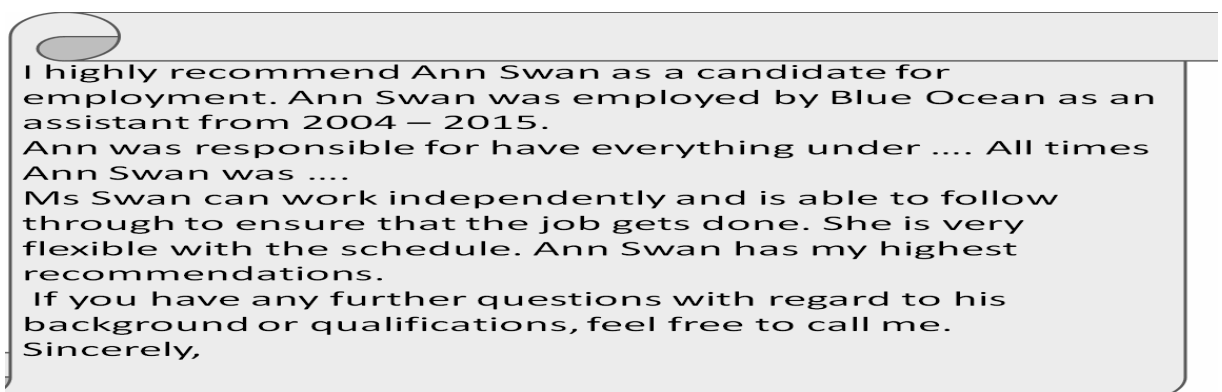 I highly recommend Ann Swan as a candidate for
employment. Ann Swan was employed by Blue Ocean as an
assistant from 2004 – 2015.
Ann was responsible for have everything under .... All times
Ann Swan was ....
Ms Swan can work independently and is able to follow
through to ensure that the job gets done. She is very
flexible with the schedule. Ann Swan has my highest
recommendations.
If you have any further questions with regard to his
background or qualifications, feel free to call me.
Sincerely,